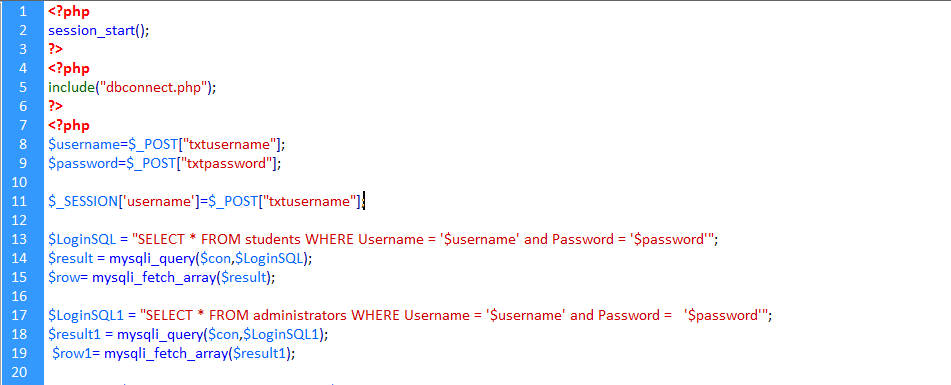 1 <?php
2 session_start();
3 ?>
4 <?php
5 include("dbconnect.php");
6 ?>
7 <?php
8 $username=$_POST["txtusername"];
9 $password=$_POST["txtpassword"];
10
11 $_SESSION['username']=$_POST["txtusername"];
12
13 $LoginSQL = "SELECT * FROM students WHERE Username = '$username' and Password = '$password'";
14 $result = mysqli_query($con,$LoginSQL);
15 $row= mysqli_fetch_array($result);
16
17 $LoginSQL1 = "SELECT * FROM administrators WHERE Username = '$username' and Password =   '$password'";
18 $result1 = mysqli_query($con,$LoginSQL1);
19  $row1= mysqli_fetch_array($result1);
20